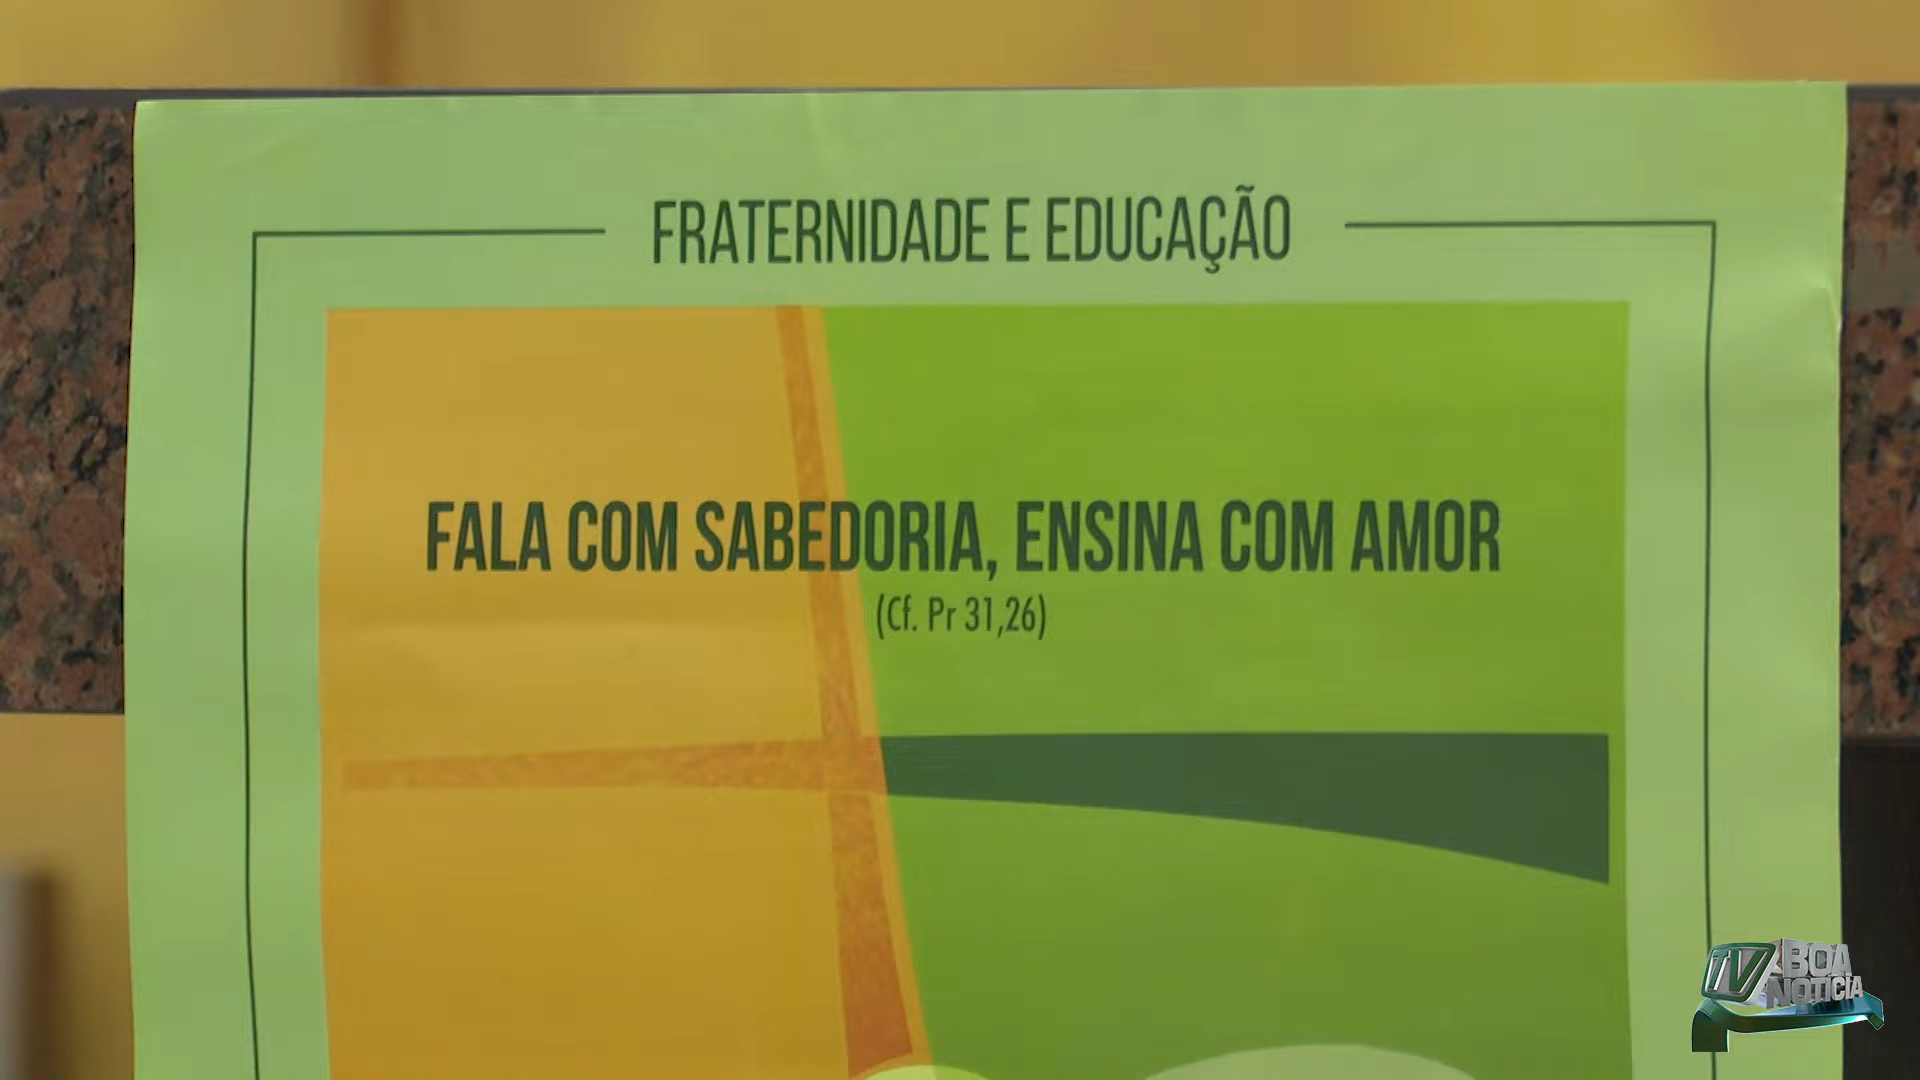 FRATERNIDADE E EDUCAÇÃO
FALA COM SABEDORIA, ENSINA COM AMOR
(Cf. Pr 31,26)
TV BOA
NOTÍCIA